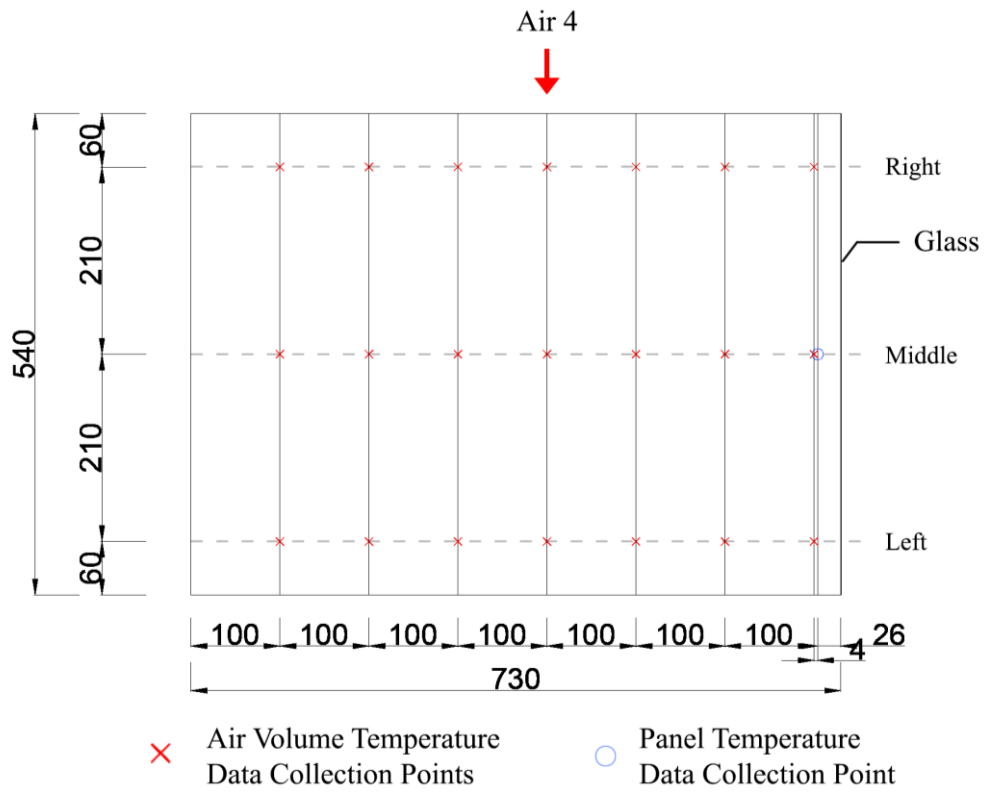 Air 4
60
Right
210
Glass
540
Middle
210
Left
60
100 100 100 100 100 100 100 26
4
730
Air Volume Temperature
Data Collection Points
Panel Temperature
Data Collection Point